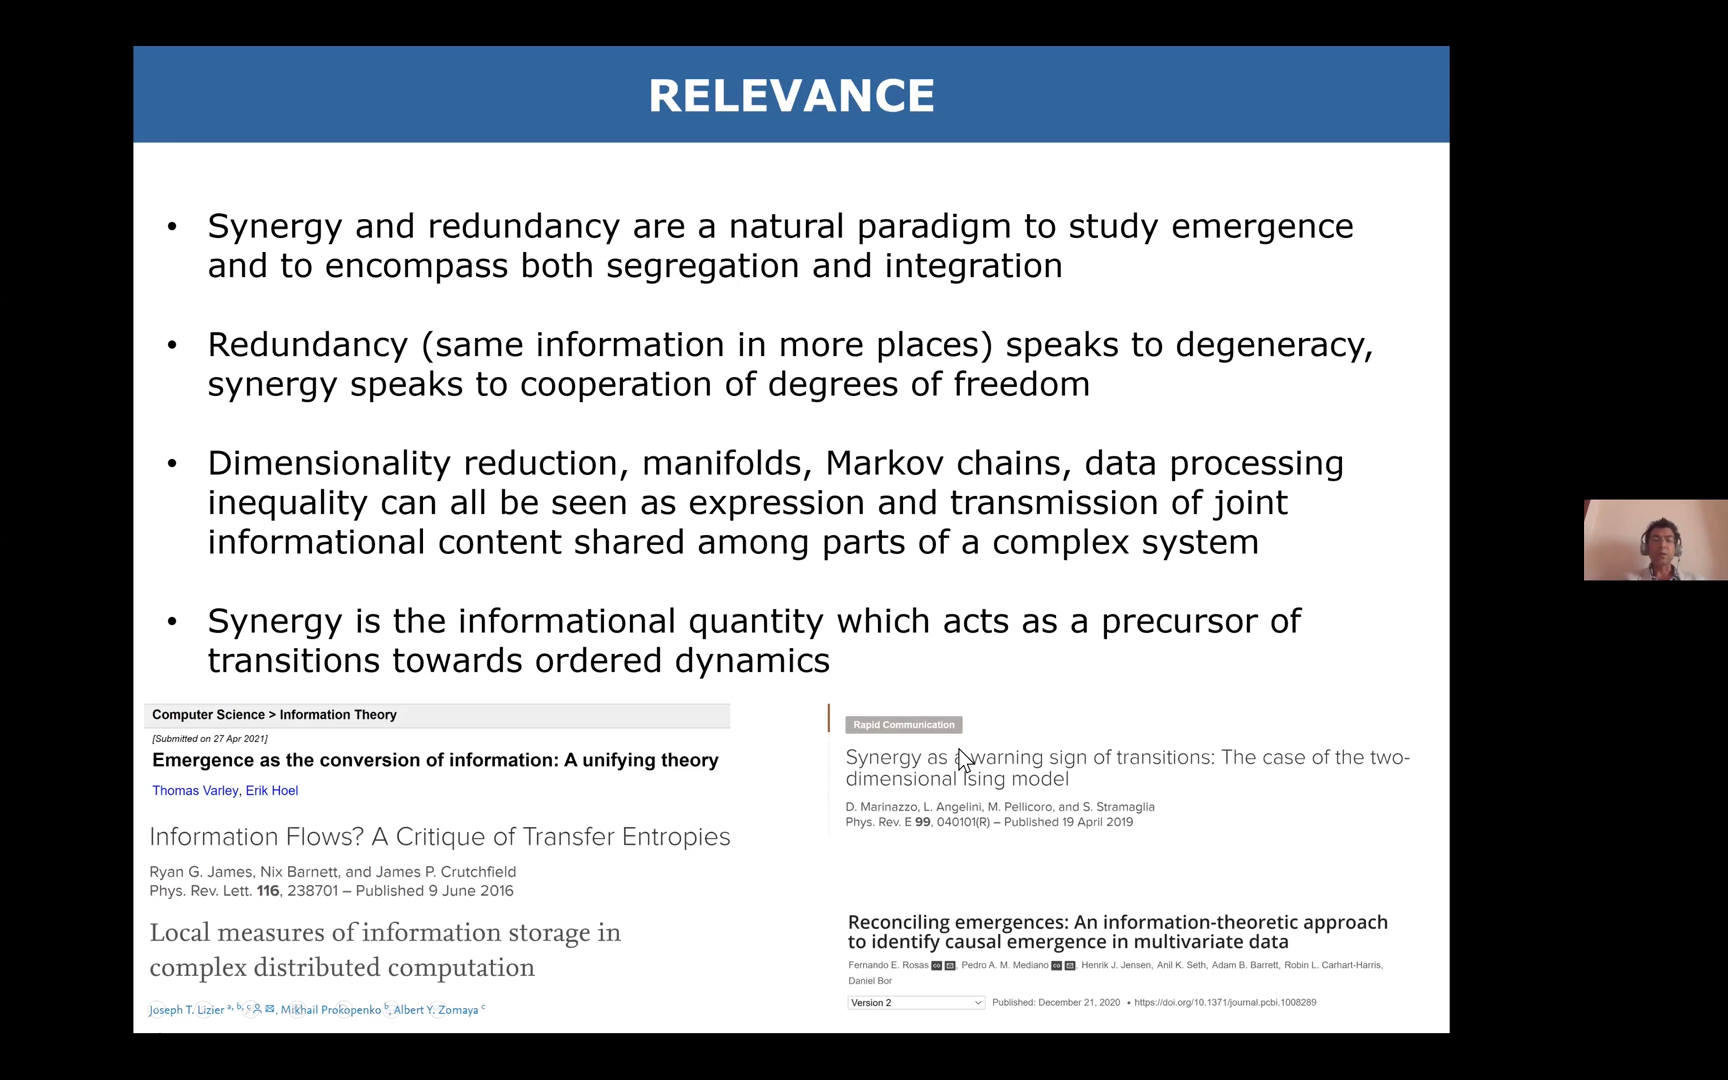 RELEVANCE
• Synergy and redundancy are a natural paradigm to study emergence
and to encompass both segregation and integration
• Redundancy (same information in more places) speaks to degeneracy,
synergy speaks to cooperation of degrees of freedom
• Dimensionality reduction, manifolds, Markov chains, data processing
inequality can all be seen as expression and transmission of joint
informational content shared among parts of a complex system
• Synergy is the informational quantity which acts as a precursor of
transitions towards ordered dynamics
Computer Science > Information Theory
[Submitted on 27 Apr 2021]
Emergence as the conversion of information: A unifying theory
Thomas Varley, Erik Hoel
Information Flows? A Critique of Transfer Entropies
Ryan G. James, Nix Barnett, and James P. Crutchfield
Phys. Rev. Lett. 116, 238701 – Published 9 June 2016
Local measures of information storage in
complex distributed computation
Joseph T. Lizier a, b, c, Mikhail Prokopenko b, Albert Y. Zomaya c
Rapid Communication
Synergy as a warning sign of transitions: The case of the two-
dimensional Ising model
D. Marinazzo, L. Angelini, M. Pellicoro, and S. Stramaglia
Phys. Rev. E 99, 040101(R) – Published 19 April 2019
Reconciling emergences: An information-theoretic approach
to identify causal emergence in multivariate data
Fernando E. Rosas, Pedro A. M. Mediano, Henrik J. Jensen, Anil K. Seth, Adam B. Barrett, Robin L. Carhart-Harris,
Daniel Bor
Version 2 Published: December 21, 2020 • https://doi.org/10.1371/journal.pcbi.1008289